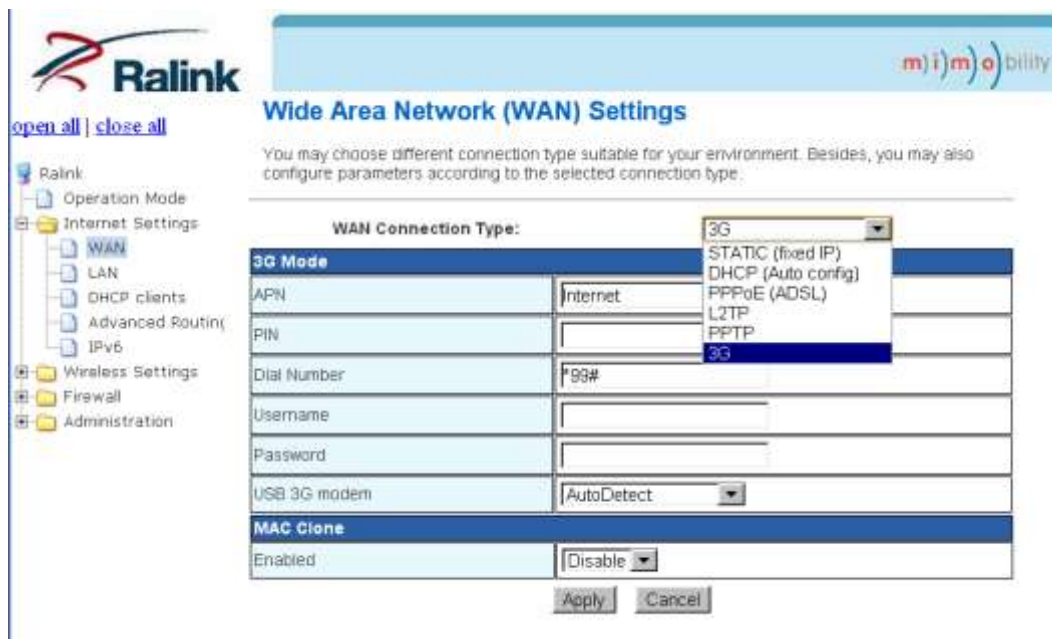 Ralink
m)i)m)o)bility
open all | close all
Ralink
Operation Mode
Internet Settings
WAN
LAN
DHCP clients
Advanced Routin(
IPv6
Wireless Settings
Firewall
Administration
Wide Area Network (WAN) Settings
You may choose different connection type suitable for your environment. Besides, you may also
configure parameters according to the selected connection type.
WAN Connection Type: 3G
STATIC (fixed IP)
DHCP (Auto config)
PPPoE (ADSL)
L2TP
PPTP
3G
3G Mode
APN Internet
PIN
Dial Number *99#
Username
Password
USB 3G modem AutoDetect
MAC Clone
Enabled Disable
Apply Cancel